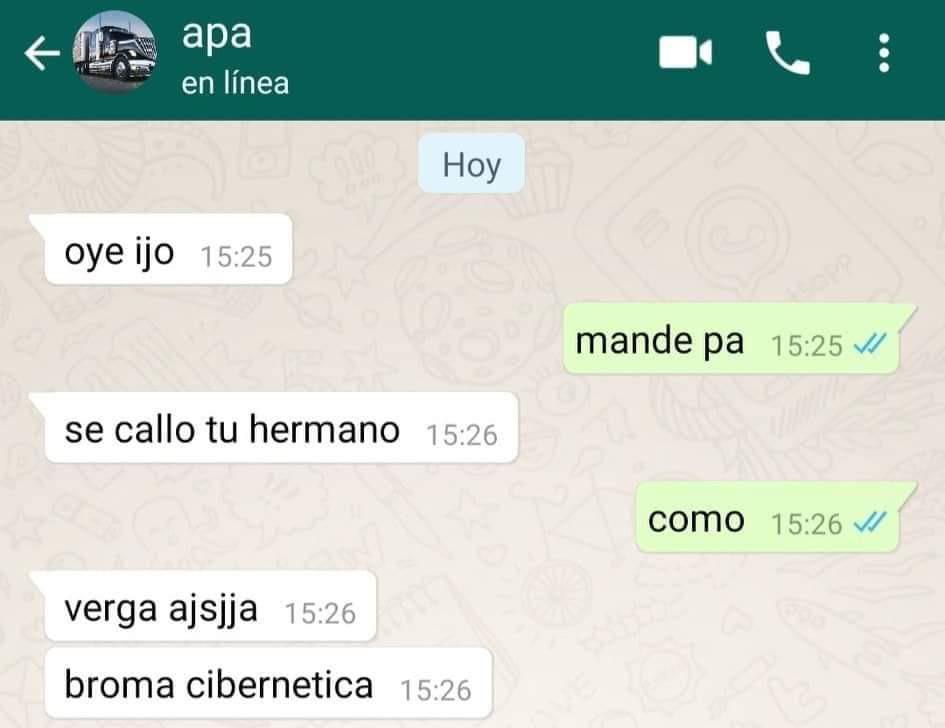 apa
en línea
Hoy
oye ijo 15:25
mande pa 15:25
se callo tu hermano 15:26
como 15:26
verga ajsjja 15:26
broma cibernetica 15:26